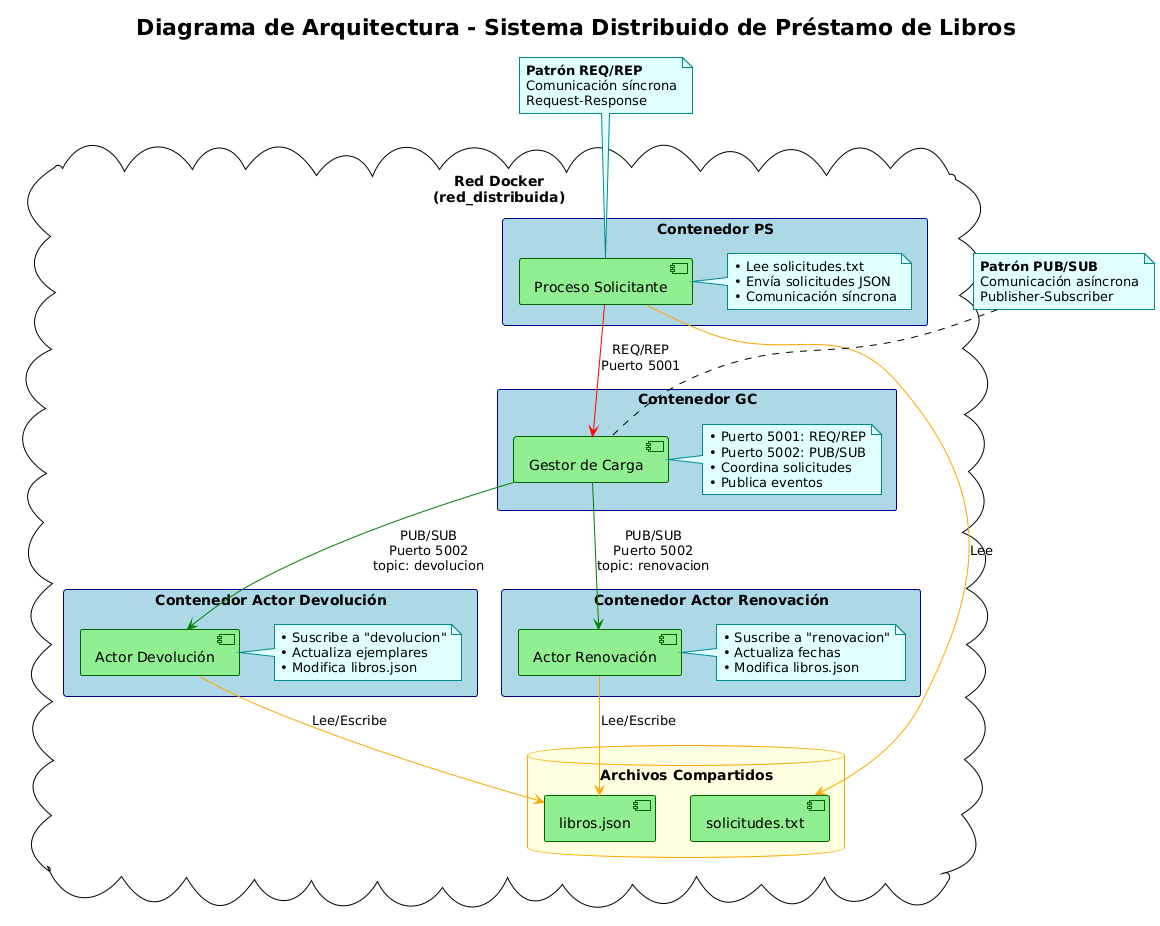 Diagrama de Arquitectura - Sistema Distribuido de Préstamo de Libros
Patrón REQ/REP
Comunicación síncrona
Request-Response
Red Docker
(red_distribuida)
Contenedor PS
Proceso Solicitante
• Lee solicitudes.txt
• Envía solicitudes JSON
• Comunicación síncrona
Patrón PUB/SUB
Comunicación asíncrona
Publisher-Subscriber
REQ/REP
Puerto 5001
Contenedor GC
Gestor de Carga
• Puerto 5001: REQ/REP
• Puerto 5002: PUB/SUB
• Coordina solicitudes
• Publica eventos
PUB/SUB
Puerto 5002
topic: devolucion
PUB/SUB
Puerto 5002
topic: renovacion
Lee
Contenedor Actor Devolución
Actor Devolución
• Suscribe a "devolucion"
• Actualiza ejemplares
• Modifica libros.json
Contenedor Actor Renovación
Actor Renovación
• Suscribe a "renovacion"
• Actualiza fechas
• Modifica libros.json
Lee/Escribe
Lee/Escribe
Archivos Compartidos
libros.json
solicitudes.txt